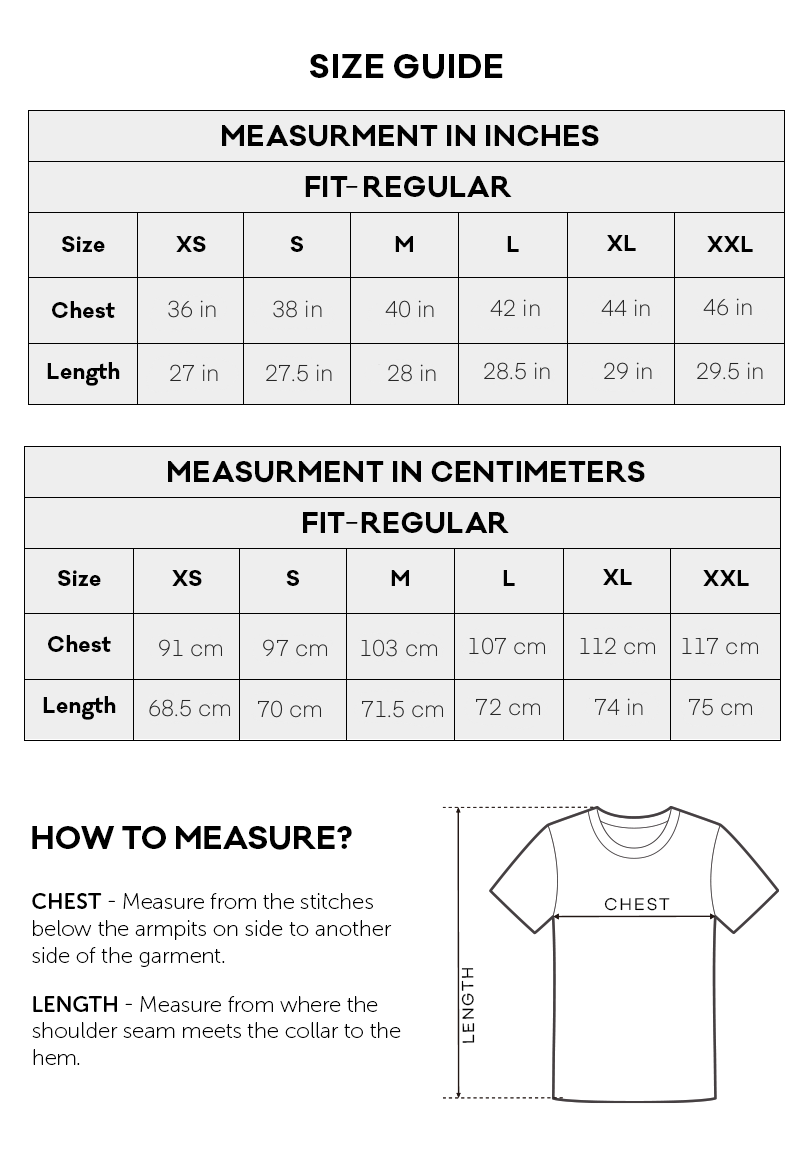 SIZE GUIDE
MEASURMENT IN INCHES
FIT-REGULAR
Size XS S M L XL XXL
Chest 36 in 38 in 40 in 42 in 44 in 46 in
Length 27 in 27.5 in 28 in 28.5 in 29 in 29.5 in
MEASURMENT IN CENTIMETERS
FIT-REGULAR
Size XS S M L XL XXL
Chest 91 cm 97 cm 103 cm 107 cm 112 cm 117 cm
Length 68.5 cm 70 cm 71.5 cm 72 cm 74 in 75 cm
HOW TO MEASURE?
CHEST - Measure from the stitches
below the armpits on side to another
side of the garment.
LENGTH - Measure from where the
shoulder seam meets the collar to the
hem.
CHEST
LENGTH